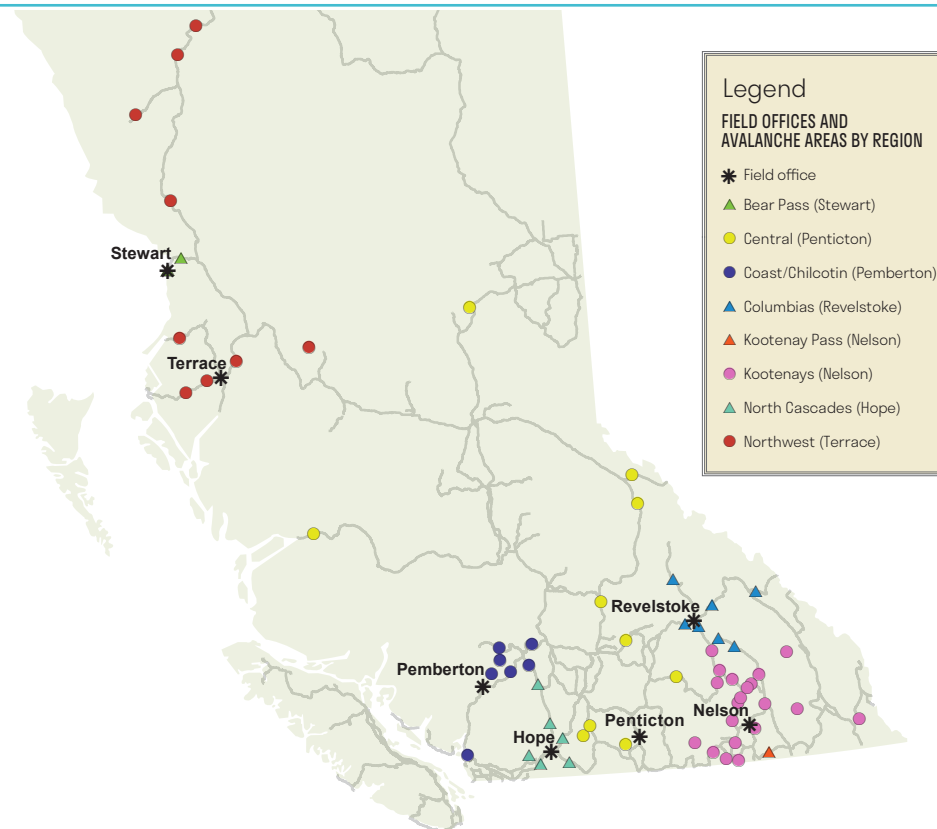 Legend
FIELD OFFICES AND
AVALANCHE AREAS BY REGION
Field office
Bear Pass (Stewart)
Central (Penticton)
Coast/Chilcotin (Pemberton)
Columbias (Revelstoke)
Kootenay Pass (Nelson)
Kootenays (Nelson)
North Cascades (Hope)
Northwest (Terrace)
Stewart
Terrace
Revelstoke
Pemberton
Nelson
Penticton
Hope